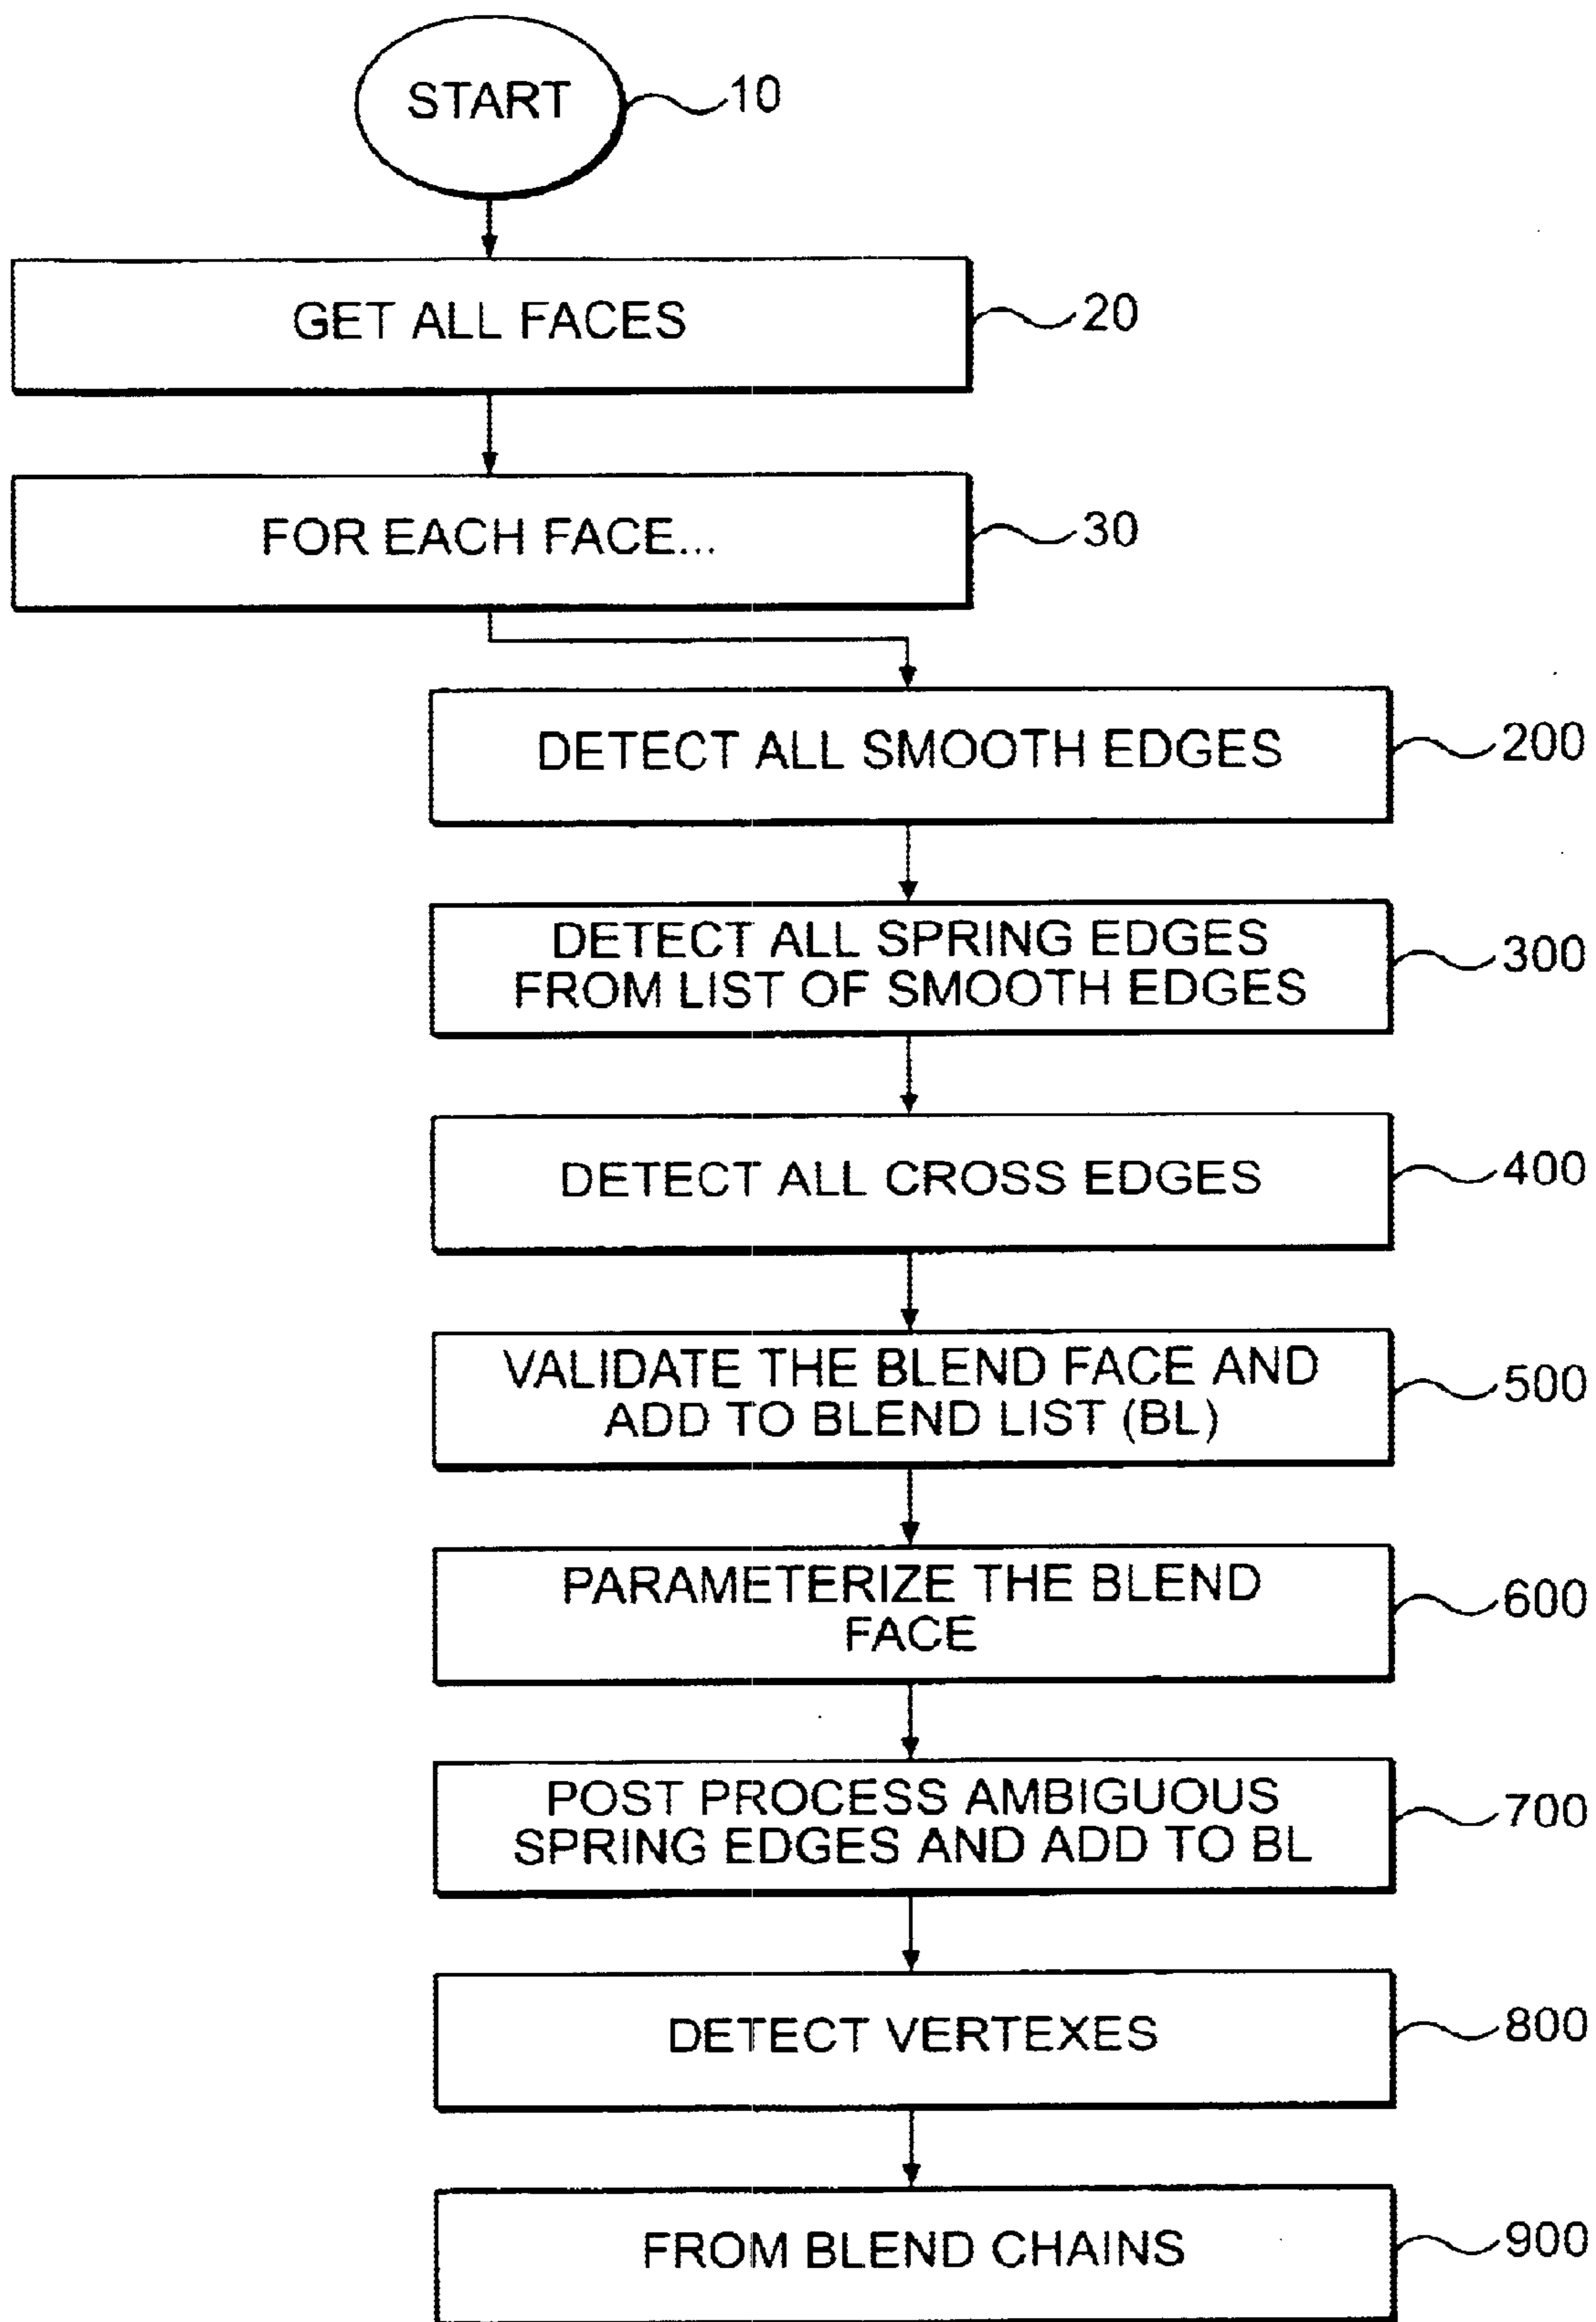 START
10
GET ALL FACES
20
FOR EACH FACE...
30
DETECT ALL SMOOTH EDGES
200
DETECT ALL SPRING EDGES
FROM LIST OF SMOOTH EDGES
300
DETECT ALL CROSS EDGES
400
VALIDATE THE BLEND FACE AND
ADD TO BLEND LIST (BL)
500
PARAMETERIZE THE BLEND
FACE
600
POST PROCESS AMBIGUOUS
SPRING EDGES AND ADD TO BL
700
DETECT VERTEXES
800
FROM BLEND CHAINS
900